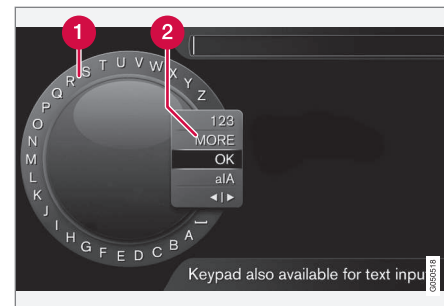 1
2
A B C D E F G H I J K L M N O P Q R S T U V W X Y Z
123
MORE
OK
a|A
◄|►
Keypad also available for text inpu
G050518